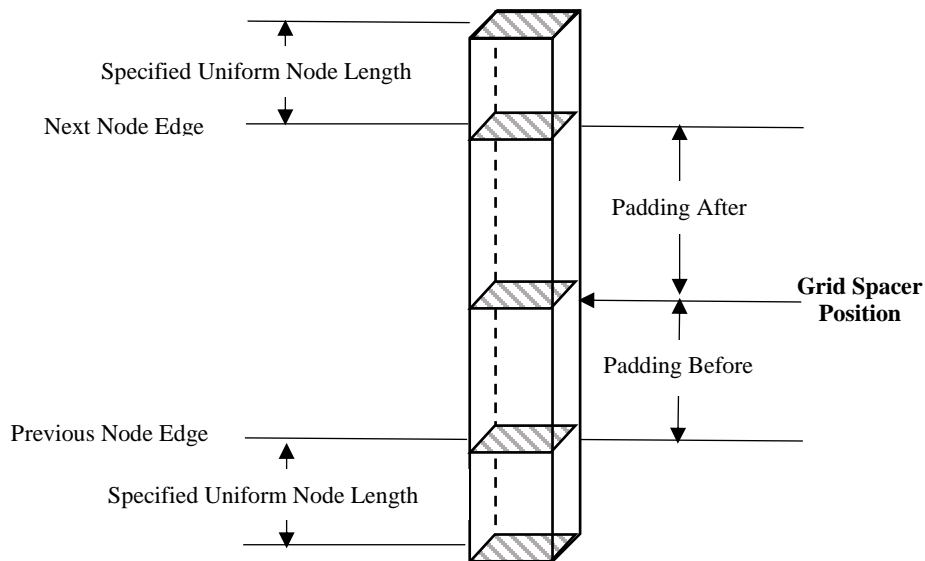 Specified Uniform Node Length
Next Node Edge
Padding After
Grid Spacer
Position
Padding Before
Previous Node Edge
Specified Uniform Node Length